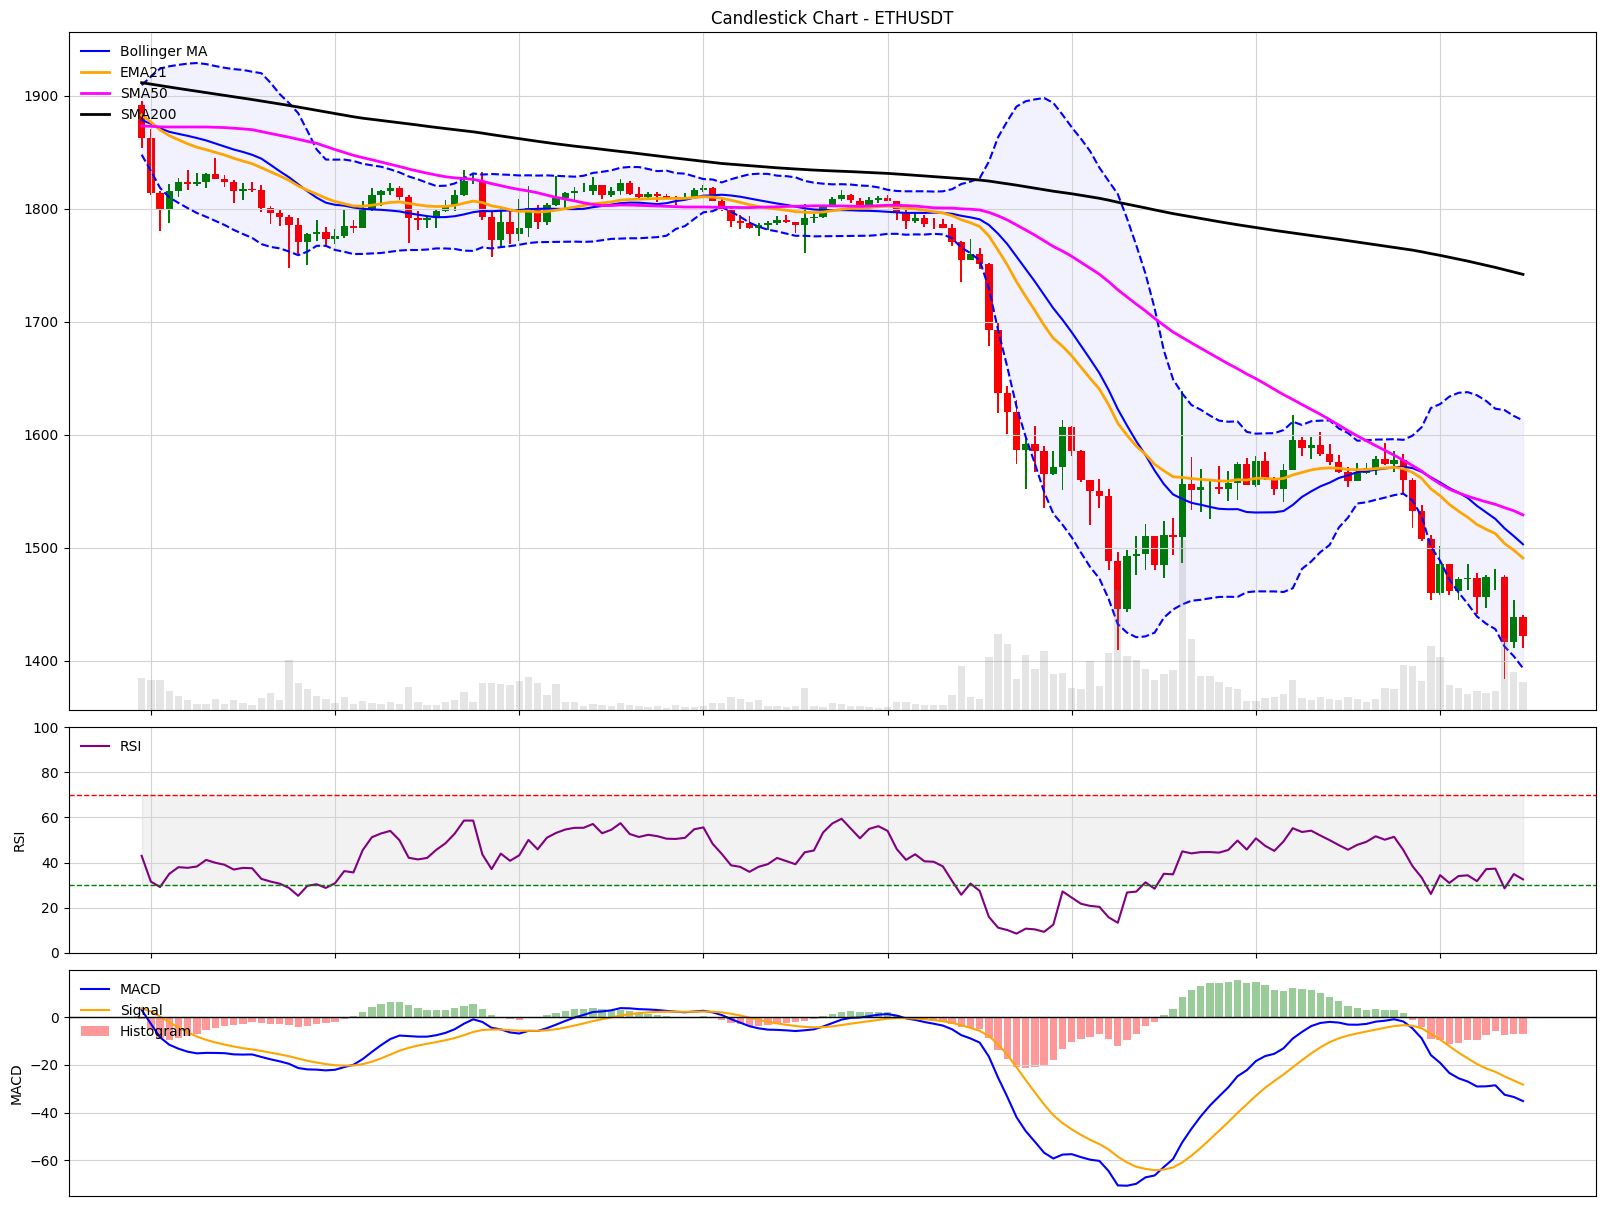 Candlestick Chart - ETHUSDT
Bollinger MA
EMA21
SMA50
SMA200
1900
1800
1700
1600
1500
1400
RSI
100
80
60
40
20
0
RSI
MACD
Signal
Histogram
0
−20
−40
−60
MACD